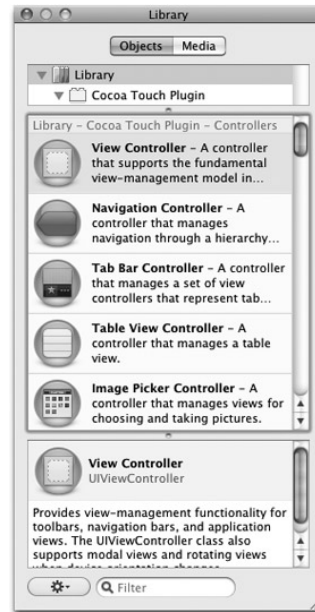 Library
Objects Media
Library
Cocoa Touch Plugin
Library – Cocoa Touch Plugin – Controllers
View Controller – A controller
that supports the fundamental
view-management model in...
Navigation Controller – A
controller that manages
navigation through a hierarchy...
Tab Bar Controller – A controller
that manages a set of view
controllers that represent tab...
Table View Controller – A
controller that manages a table
view.
Image Picker Controller – A
controller that manages views for
choosing and taking pictures.
View Controller
UIViewController
Provides view-management functionality for
toolbars, navigation bars, and application
views. The UIViewController class also
supports modal views and rotating views
when device orientation changes
Filter